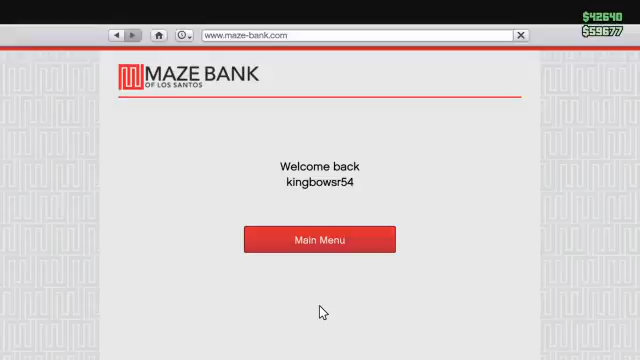 $42640
$59677
www.maze-bank.com
MAZE BANK
OF LOS SANTOS
Welcome back
kingbowsr54
Main Menu